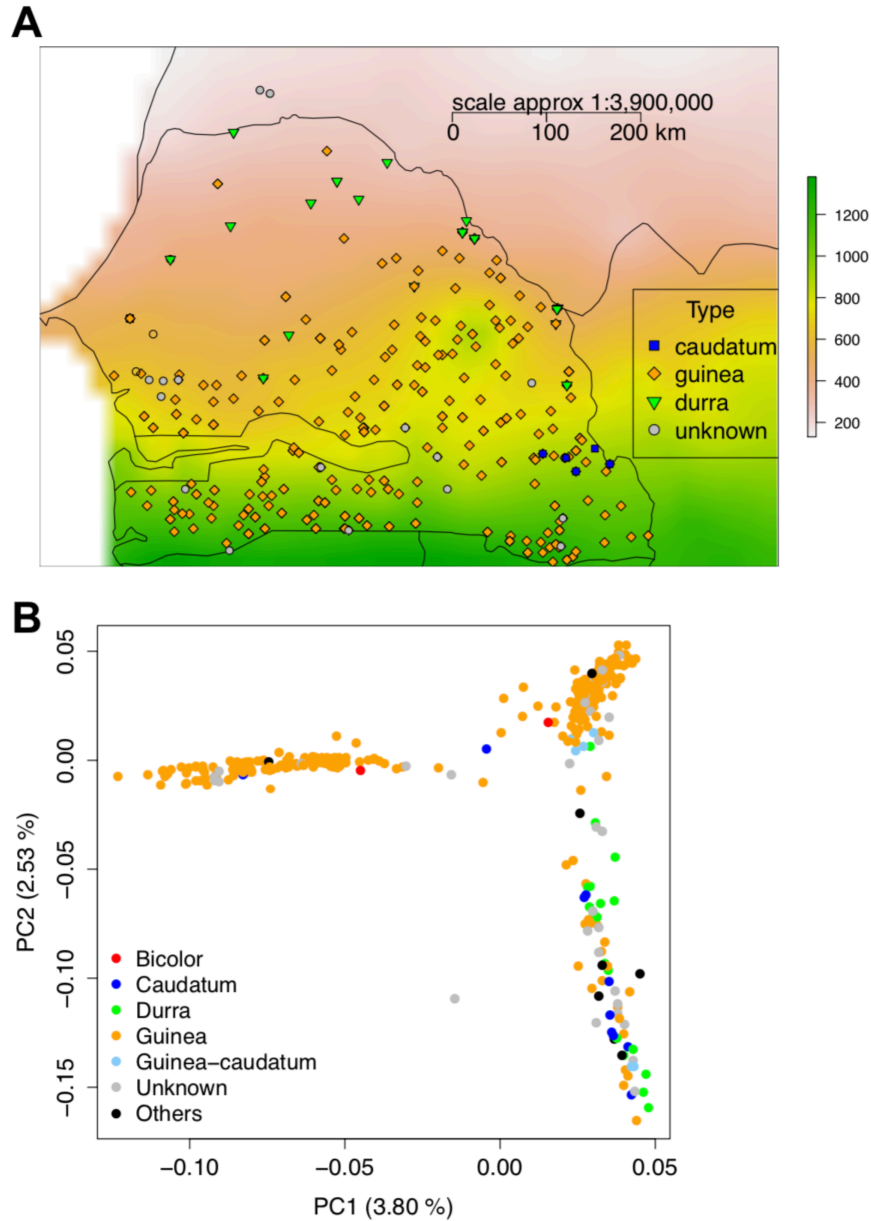 A
scale approx 1:3,900,000
0 100 200 km
Type
caudatum
guinea
durra
unknown
1200
1000
800
600
400
200
B
PC2 (2.53 %)
0.05
0.00
−0.05
−0.10
−0.15
Bicolor
Caudatum
Durra
Guinea
Guinea−caudatum
Unknown
Others
−0.10 −0.05 0.00 0.05
PC1 (3.80 %)